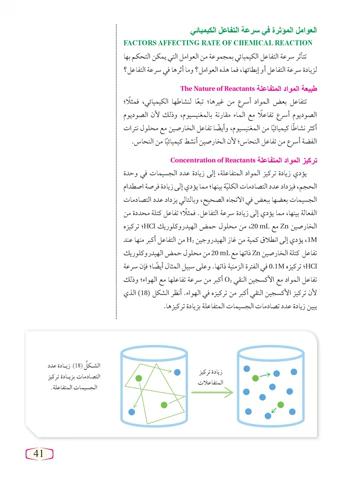 العوامل المؤثرة في سرعة التفاعل الكيميائي
FACTORS AFFECTING RATE OF CHEMICAL REACTION
تتأثر سرعة التفاعل الكيميائي بمجموعة من العوامل التي يمكن التحكم بها
لزيادة سرعة التفاعل أو إبطائها، فما هذه العوامل؟ وما أثرها في سرعة التفاعل؟
طبيعة المواد المتفاعلة The Nature of Reactants
تتفاعل بعض المواد أسرع من غيرها؛ تبعًا لنشاطها الكيميائي، فمثلًا؛
الصوديوم أسرع تفاعلًا مع الماء مقارنة بالمغنيسيوم، وذلك لأن الصوديوم
أكثر نشاطًا كيميائيًا من المغنيسيوم، وأيضًا تفاعل الخارصين مع محلول نترات
الفضة أسرع من تفاعل النحاس؛ لأن الخارصين أنشط كيميائيًا من النحاس.
تركيز المواد المتفاعلة Concentration of Reactants
يؤدي زيادة تركيز المواد المتفاعلة، إلى زيادة عدد الجسيمات في وحدة
الحجم، فيزداد عدد التصادمات الكلية بينها؛ مما يؤدي إلى زيادة فرصة اصطدام
الجسيمات بعضها ببعض في الاتجاه الصحيح، وبالتالي يزداد عدد التصادمات
الفعالة بينها، مما يؤدي إلى زيادة سرعة التفاعل. فمثلًا؛ تفاعل كتلة محددة من
الخارصين Zn مع 20 mL، من محلول حمض الهيدروكلوريك HCl؛ تركيزه
1M، يؤدي إلى انطلاق كمية من غاز الهيدروجين H₂ من التفاعل أكبر منها عند
تفاعل كتلة الخارصين Zn ذاتها مع 20 mL من محلول حمض الهيدروكلوريك
HCl؛ تركيزه 0.1M في الفترة الزمنية ذاتها. وعلى سبيل المثال أيضًا؛ فإن سرعة
تفاعل المواد مع الأكسجين النقي O₂ أكبر من سرعة تفاعلها مع الهواء؛ وذلك
لأن تركيز الأكسجين النقي أكبر من تركيزه في الهواء. أنظر الشكل (18) الذي
يبين زيادة عدد تصادمات الجسيمات المتفاعلة بزيادة تركيزها.
زيادة تركيز
المتفاعلات
الشكل (18) زيادة عدد
التصادمات بزيادة تركيز
الجسيمات المتفاعلة.
41